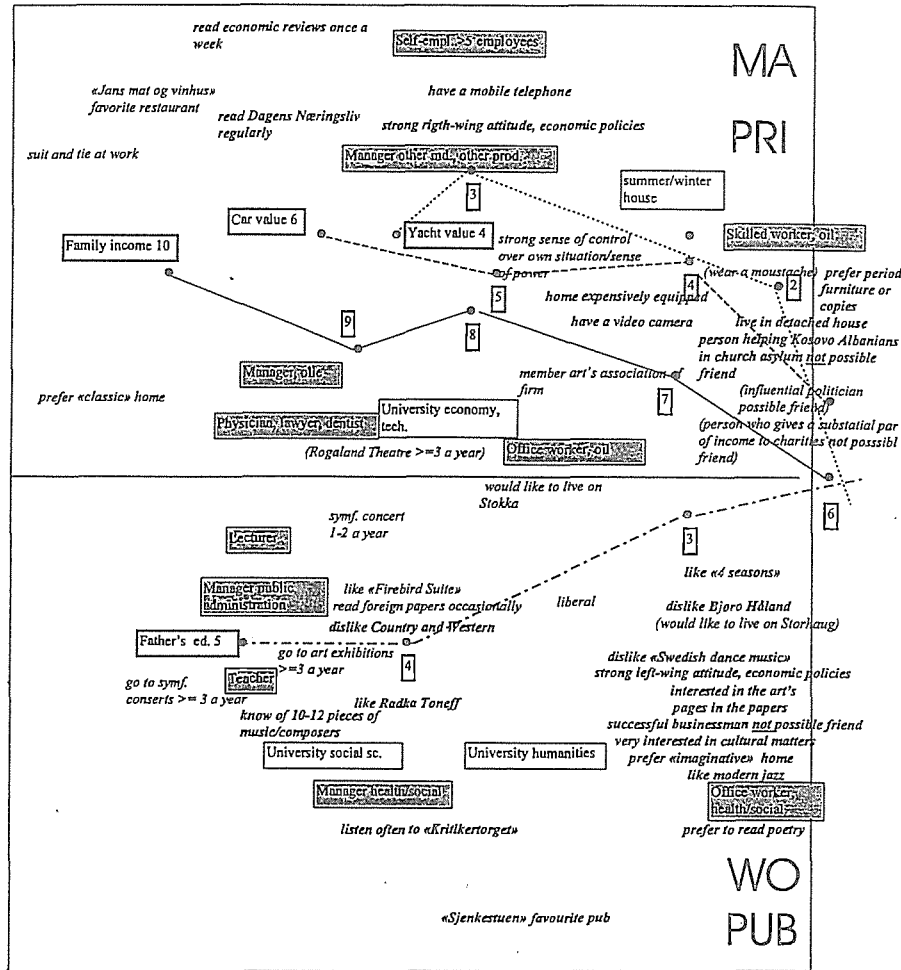 read economic reviews once a
week
Self-empl. >5 employees
MA
«Jans mat og vinhus»
favorite restaurant
have a mobile telephone
read Dagens Næringsliv
regularly
strong rigth-wing attitude, economic policies
PRI
suit and tie at work
Manager other md., other prod.
summer/winter
house
3
Car value 6
Yacht value 4
Skilled worker, oil
Family income 10
strong sense of control
over own situation/sense
of power
(wear a moustache)
prefer period
furniture or
copies
5
4
2
home expensively equipped
9
8
have a video camera
live in detached house
person helping Kosovo Albanians
in church asylum not possible
friend
Manager, oil
member art's association of
firm
7
prefer «classic» home
(influential politician
possible friend)
University economy,
tech.
Physician, lawyer, dentist
(person who gives a substatial par
of income to charities not posssibl
friend)
(Rogaland Theatre >=3 a year)
Office worker, oil
would like to live on
Stokka
6
symf. concert
1-2 a year
Lecturer
3
like «4 seasons»
Manager public
administration
like «Firebird Suite»
read foreign papers occasionally
liberal
dislike Bjøro Håland
(would like to live on Storhaug)
dislike Country and Western
Father's ed. 5
go to art exhibitions
>=3 a year
4
dislike «Swedish dance music»
strong left-wing attitude, economic policies
Teacher
go to symf.
conserts >= 3 a year
interested in the art's
pages in the papers
like Radka Toneff
know of 10-12 pieces of
music/composers
successful businessman not possible friend
very interested in cultural matters
University social sc.
University humanities
prefer «imaginative» home
like modern jazz
Manager health/social
Office worker,
health/social
listen often to «Kritikertorget»
prefer to read poetry
WO
«Sjenkestuen» favourite pub
PUB